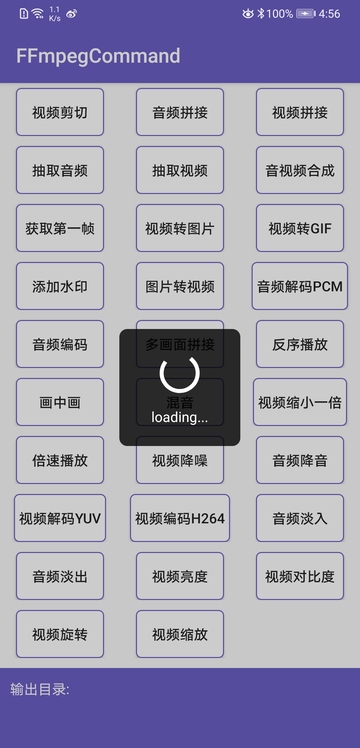 1.1
K/s
100%
4:56
FFmpegCommand
视频剪切
音频拼接
视频拼接
抽取音频
抽取视频
音视频合成
获取第一帧
视频转图片
视频转GIF
添加水印
图片转视频
音频解码PCM
音频编码
多画面拼接
反序播放
画中画
混音
视频缩小一倍
loading...
倍速播放
视频降噪
音频降音
视频解码YUV
视频编码H264
音频淡入
音频淡出
视频亮度
视频对比度
视频旋转
视频缩放
输出目录: